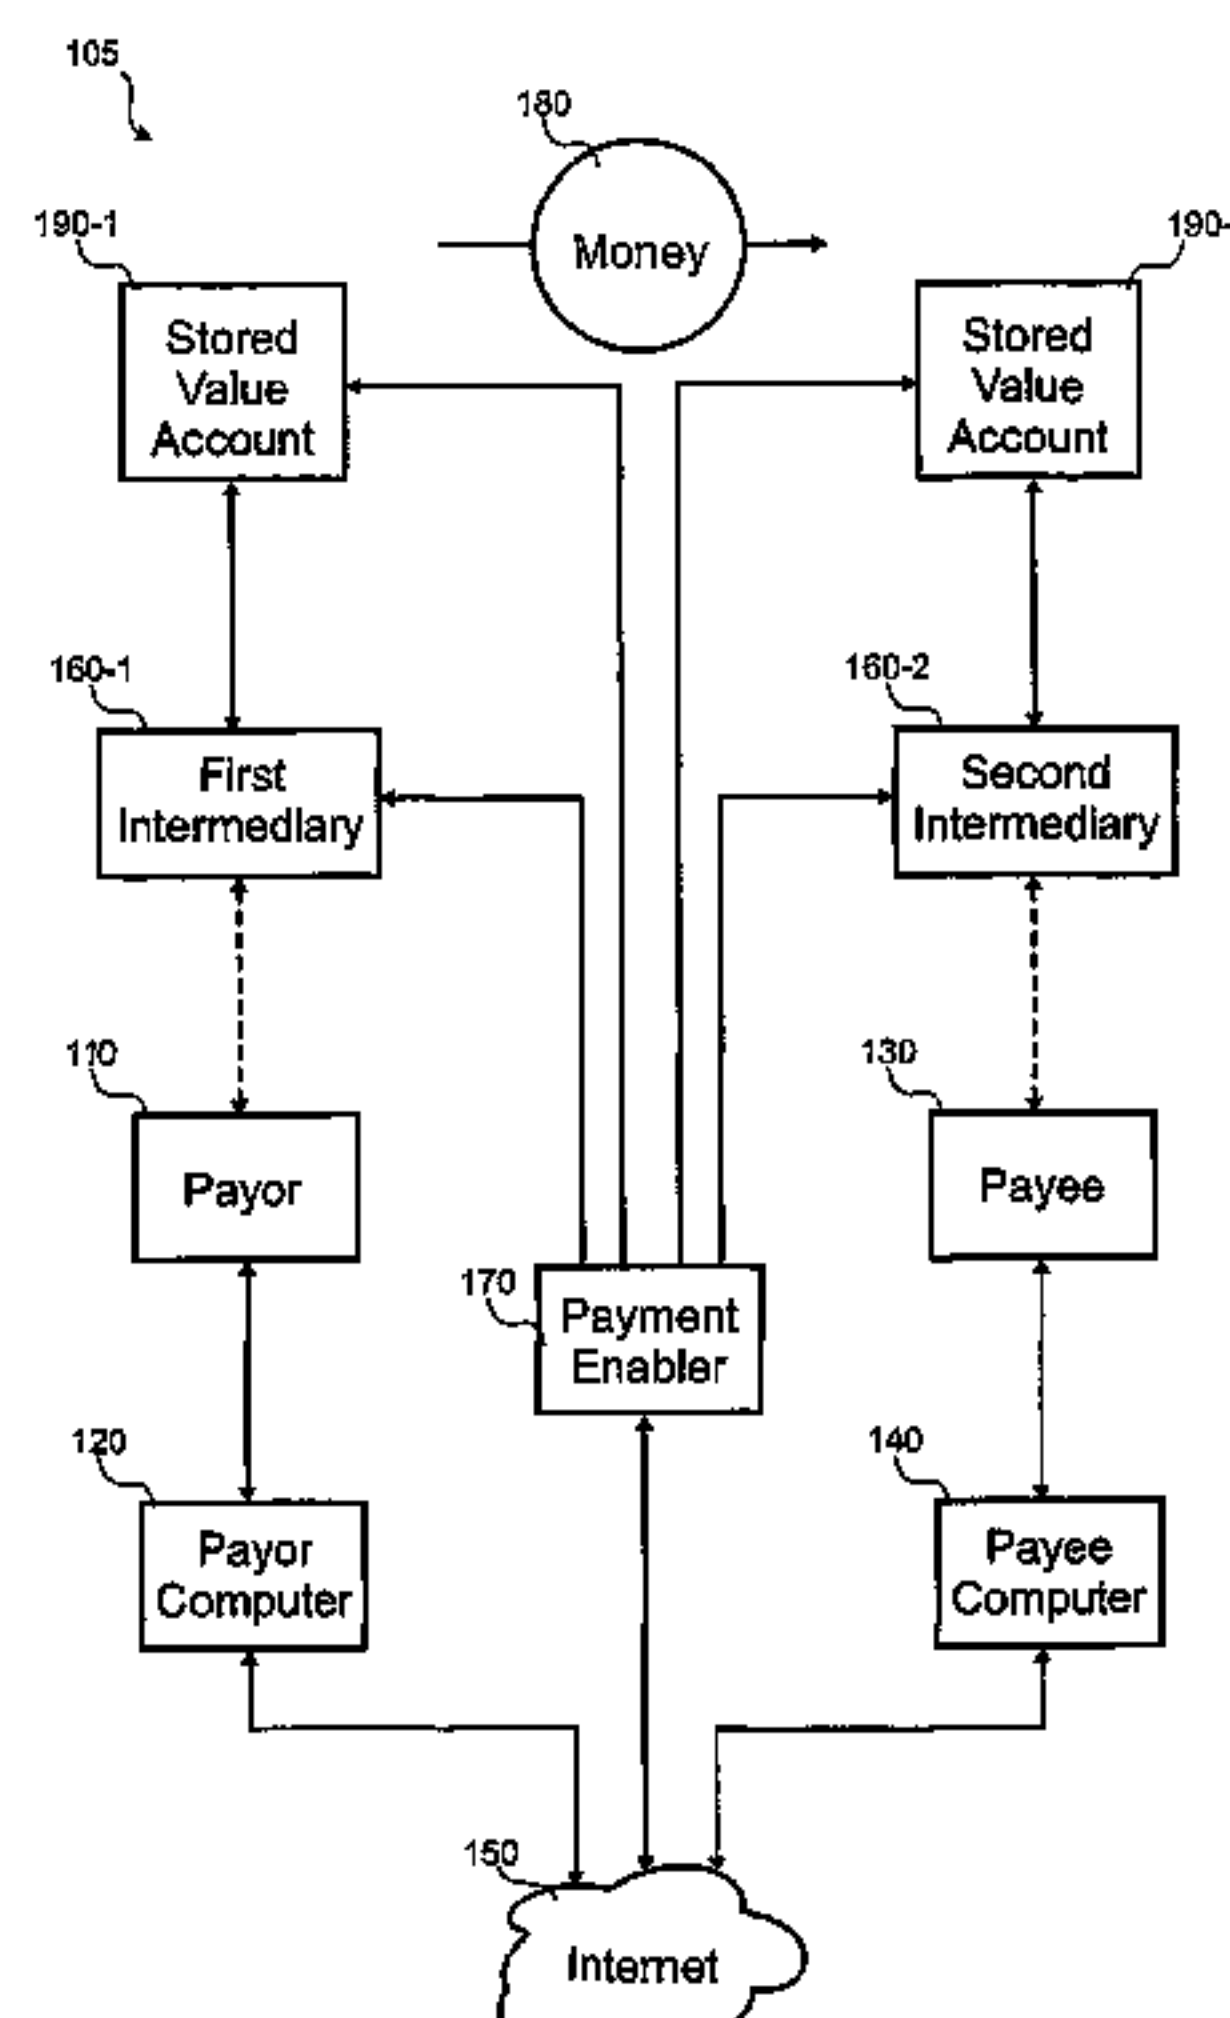 105
180
Money
190-1
190-
Stored
Value
Account
Stored
Value
Account
160-1
160-2
First
Intermediary
Second
Intermediary
110
130
Payor
Payee
170
Payment
Enabler
120
140
Payor
Computer
Payee
Computer
150
Internet